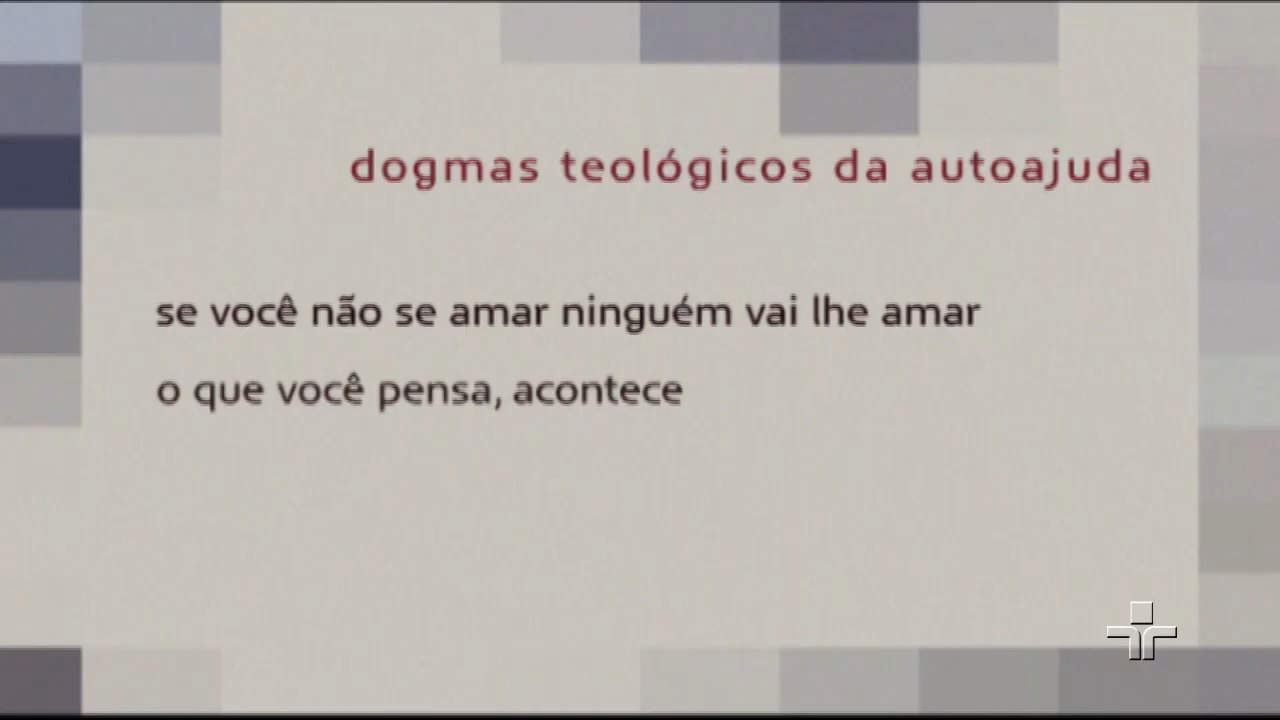 dogmas teológicos da autoajuda
se você não se amar ninguém vai lhe amar
o que você pensa, acontece